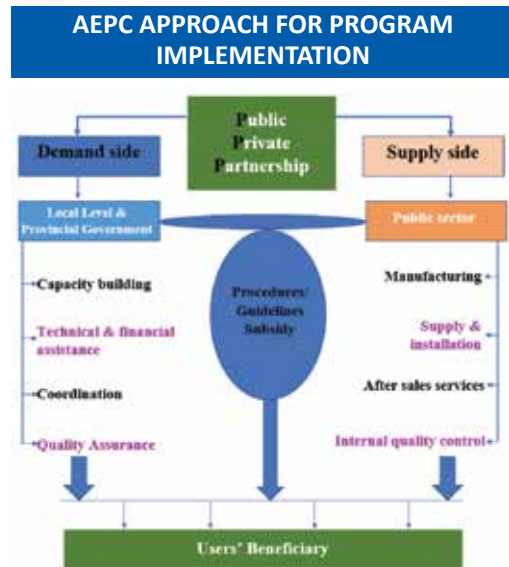 AEPC APPROACH FOR PROGRAM
IMPLEMENTATION
Public
Private
Partnership
Demand side
Supply side
Local Level &
Provincial Government
Public sector
Procedures/
Guidelines
Subsidy
Capacity building
Technical & financial
assistance
Coordination
Quality Assurance
Manufacturing
Supply &
installation
After sales services
Internal quality control
Users' Beneficiary